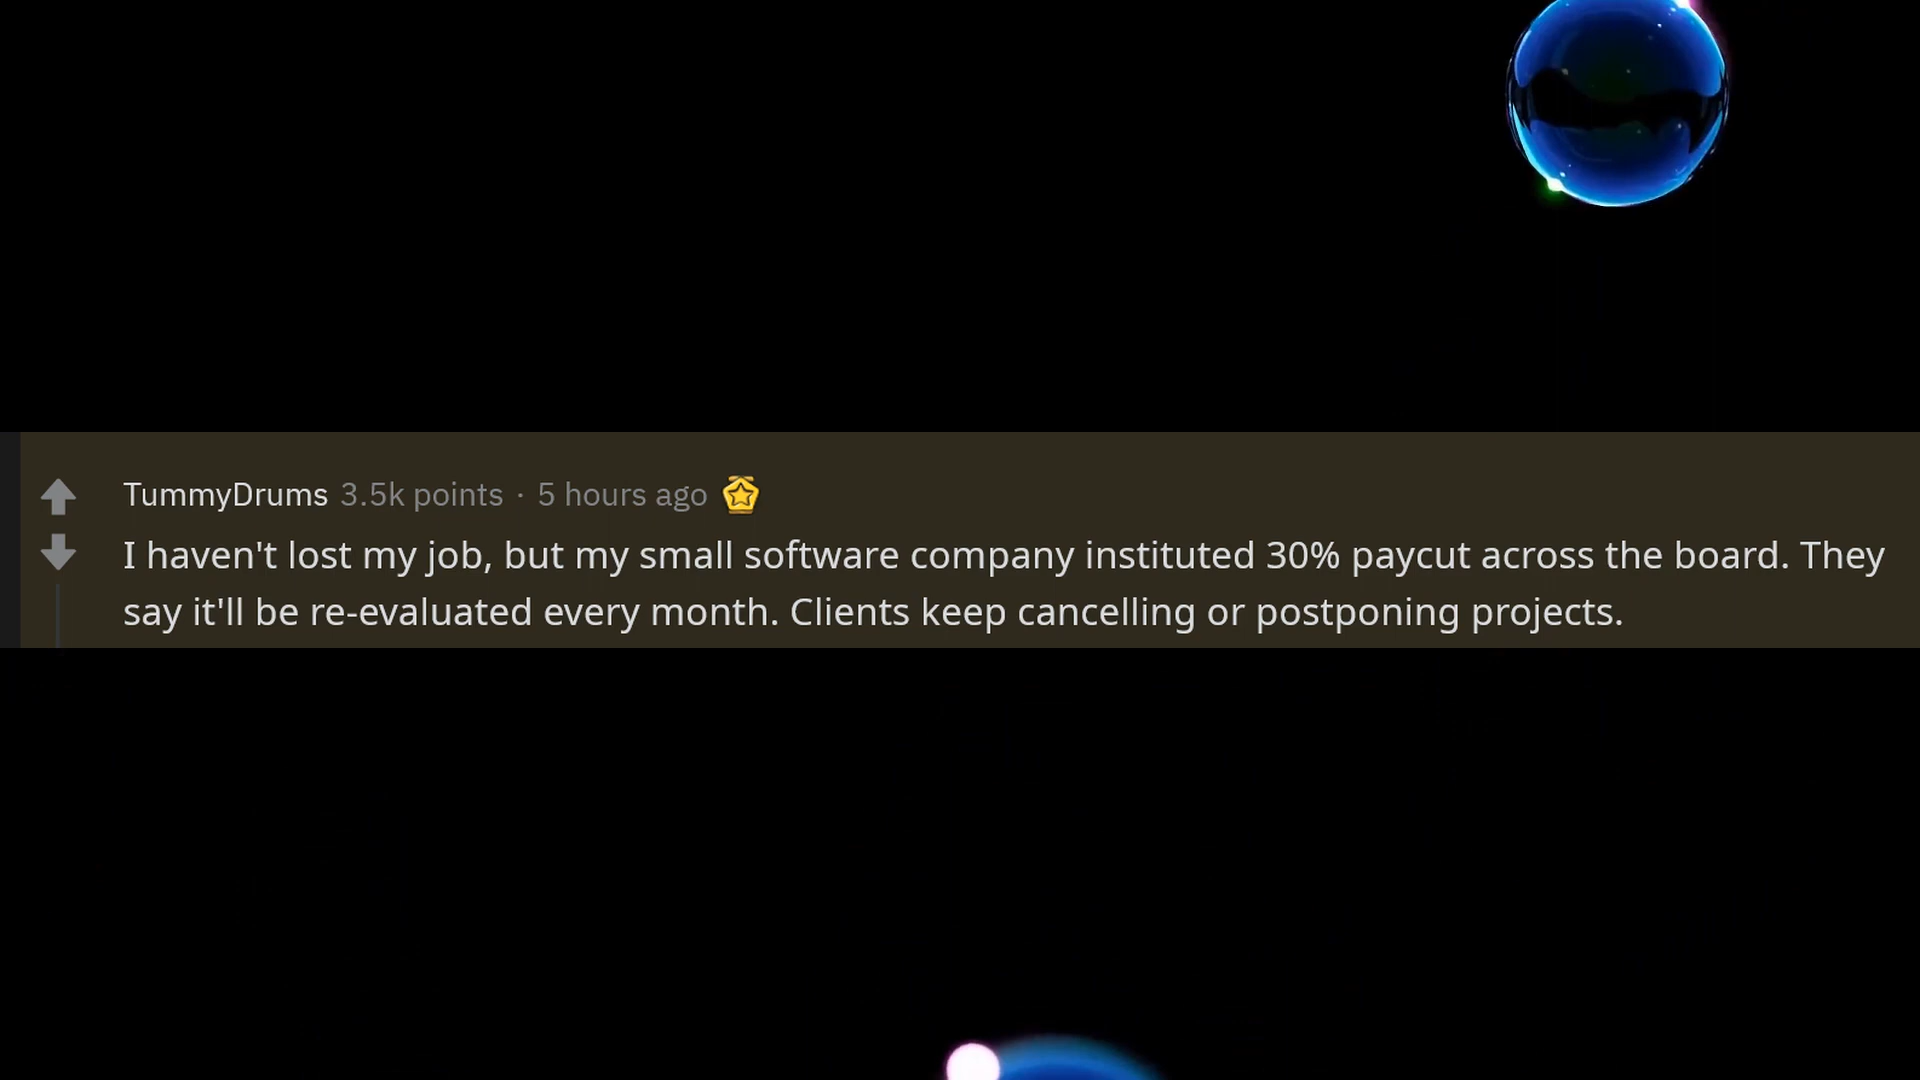 TummyDrums 3.5k points · 5 hours ago
I haven't lost my job, but my small software company instituted 30% paycut across the board. They
say it'll be re-evaluated every month. Clients keep cancelling or postponing projects.